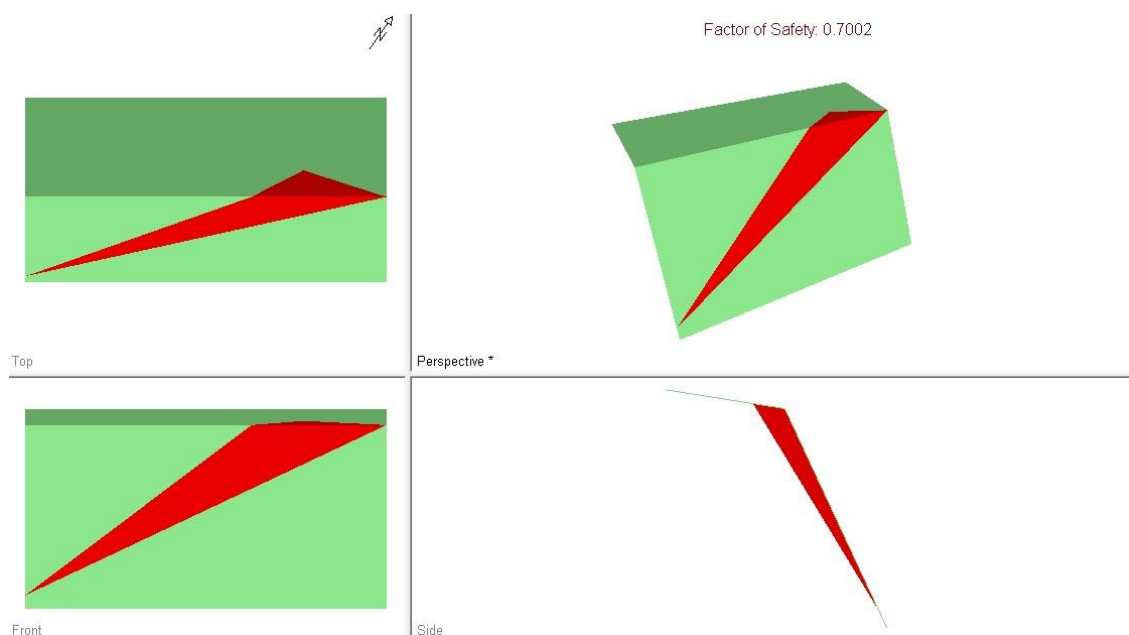 N
Factor of Safety: 0.7002
Top
Perspective *
Front
Side